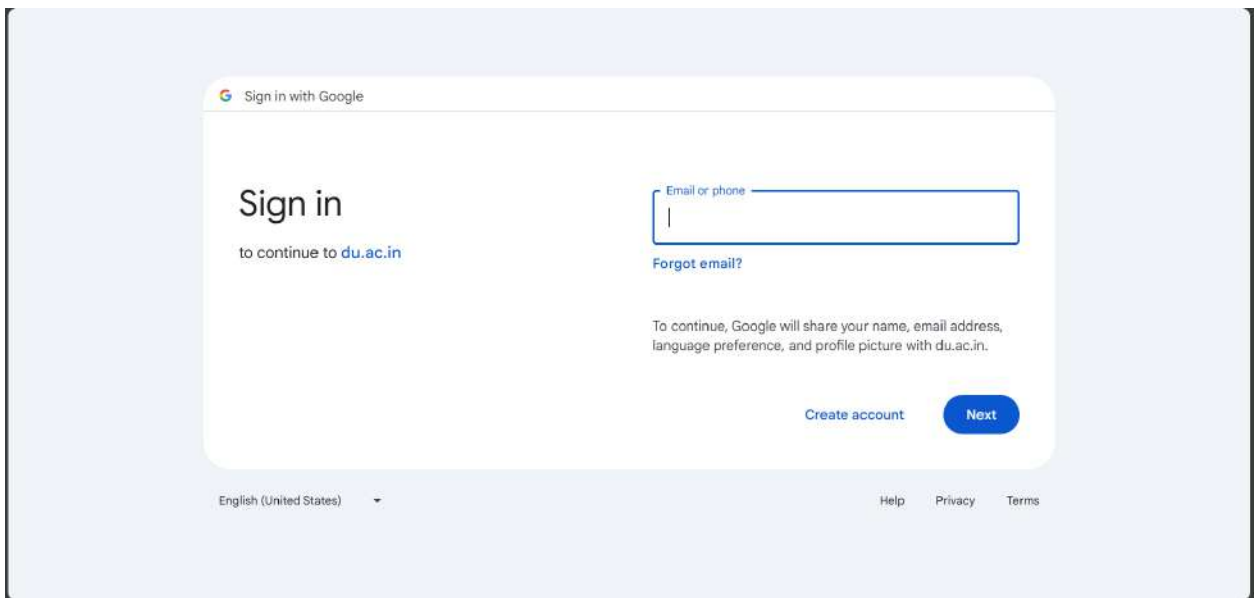 Sign in with Google
Sign in
to continue to du.ac.in
Email or phone
Forgot email?
To continue, Google will share your name, email address,
language preference, and profile picture with du.ac.in.
Create account
Next
English (United States)
Help
Privacy
Terms